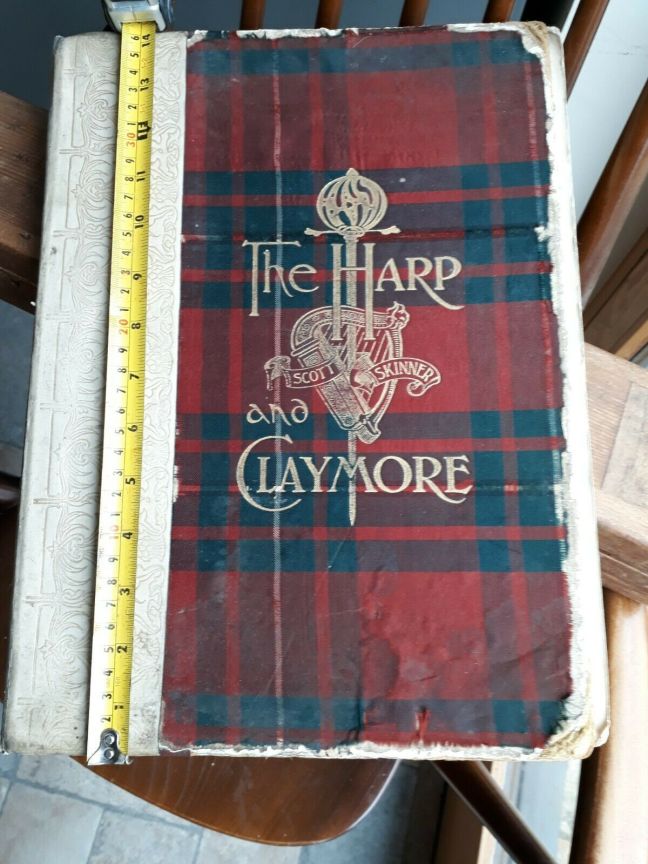 The Harp
SCOTT SKINNER
and
Claymore